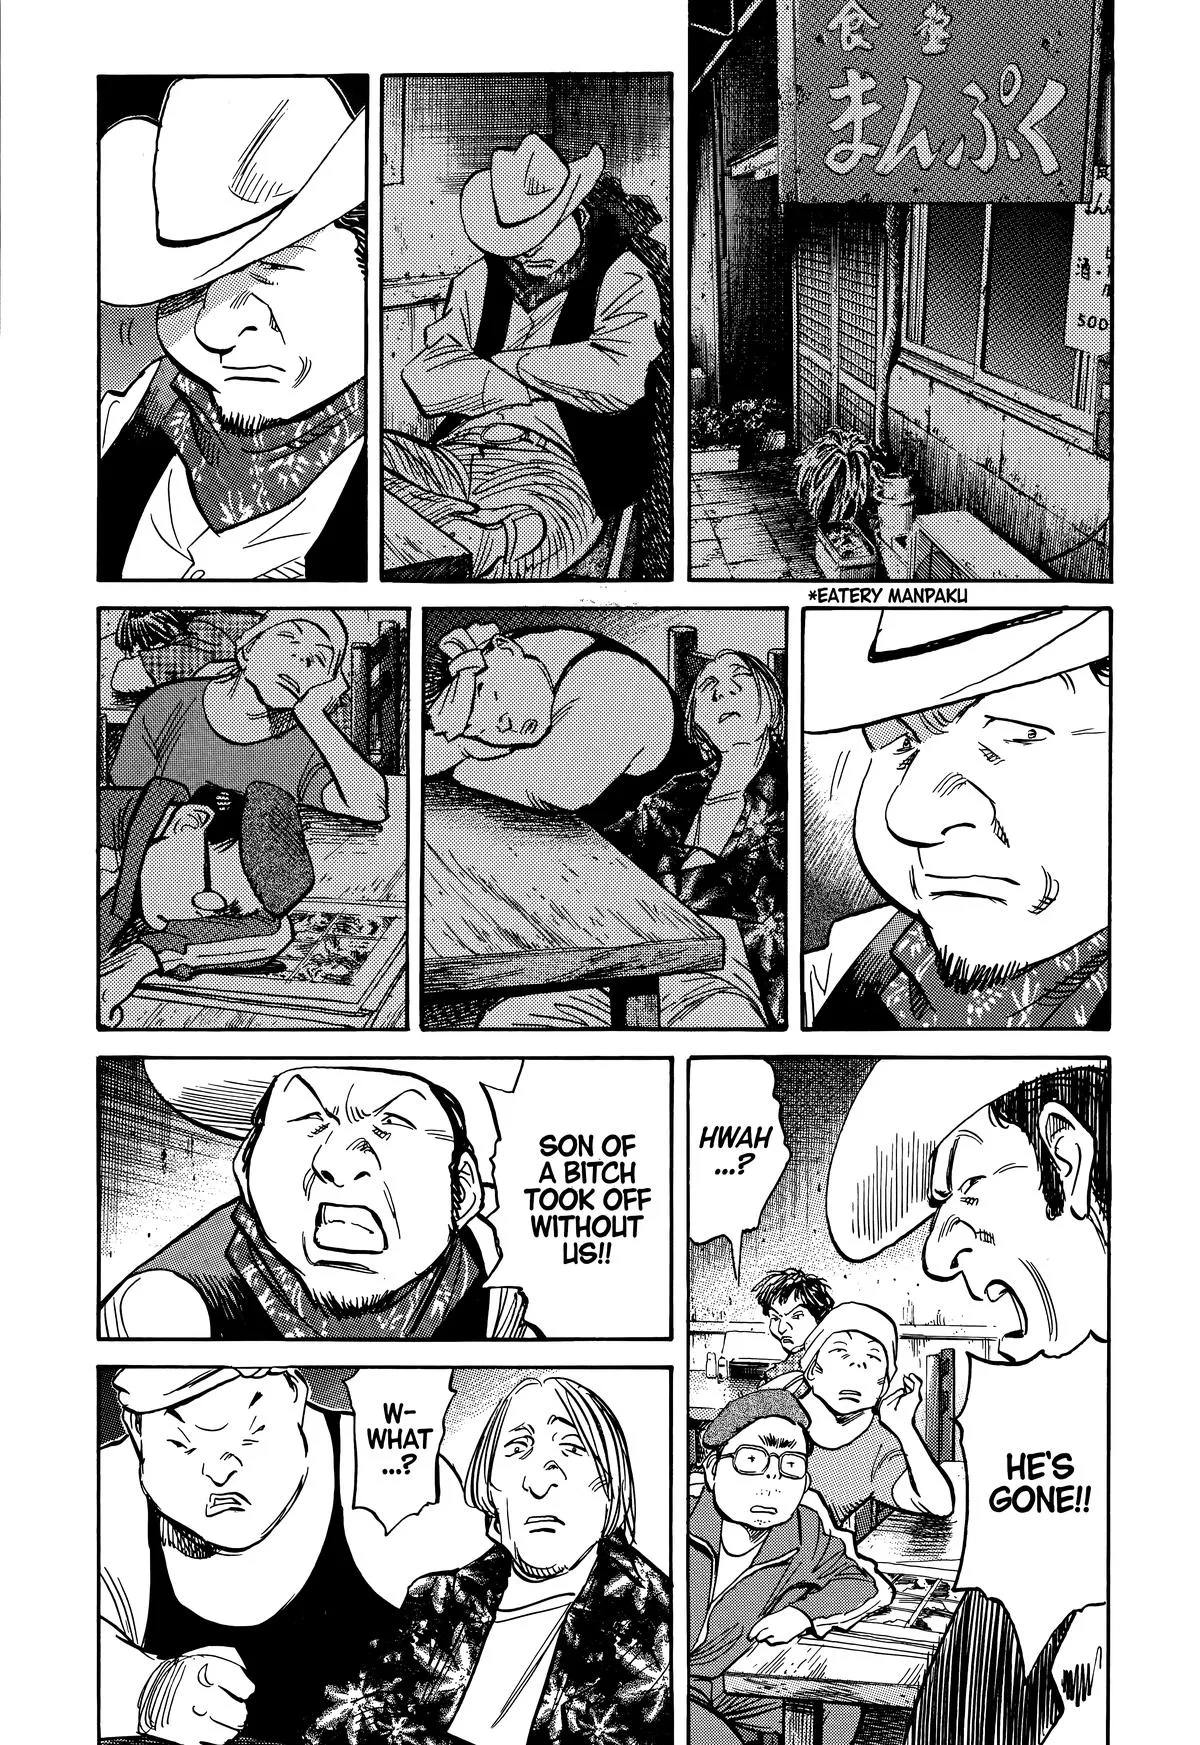 食堂
まんぷく
酒
500
*EATERY MANPAKU
HWAH
...?
HE'S
GONE!!
SON OF
A BITCH
TOOK OFF
WITHOUT
US!!
W-
WHAT
...?